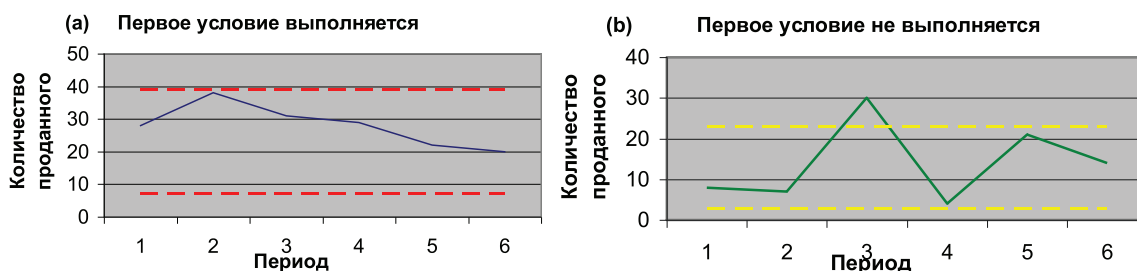 (a) Первое условие выполняется
Количество
проданного
50
40
30
20
10
0
1 2 3 4 5 6
Период
(b) Первое условие не выполняется
Количество
проданного
40
30
20
10
0
1 2 3 4 5 6
Период